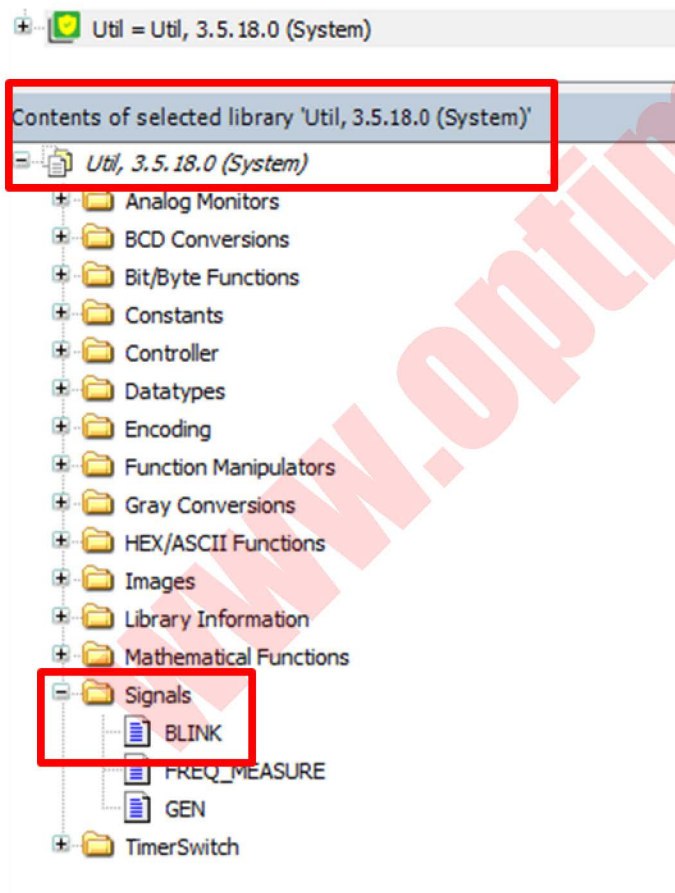 Util = Util, 3.5.18.0 (System)
Contents of selected library 'Util, 3.5.18.0 (System)'
Util, 3.5.18.0 (System)
Analog Monitors
BCD Conversions
Bit/Byte Functions
Constants
Controller
Datatypes
Encoding
Function Manipulators
Gray Conversions
HEX/ASCII Functions
Images
Library Information
Mathematical Functions
Signals
BLINK
FREQ_MEASURE
GEN
TimerSwitch
www.optim